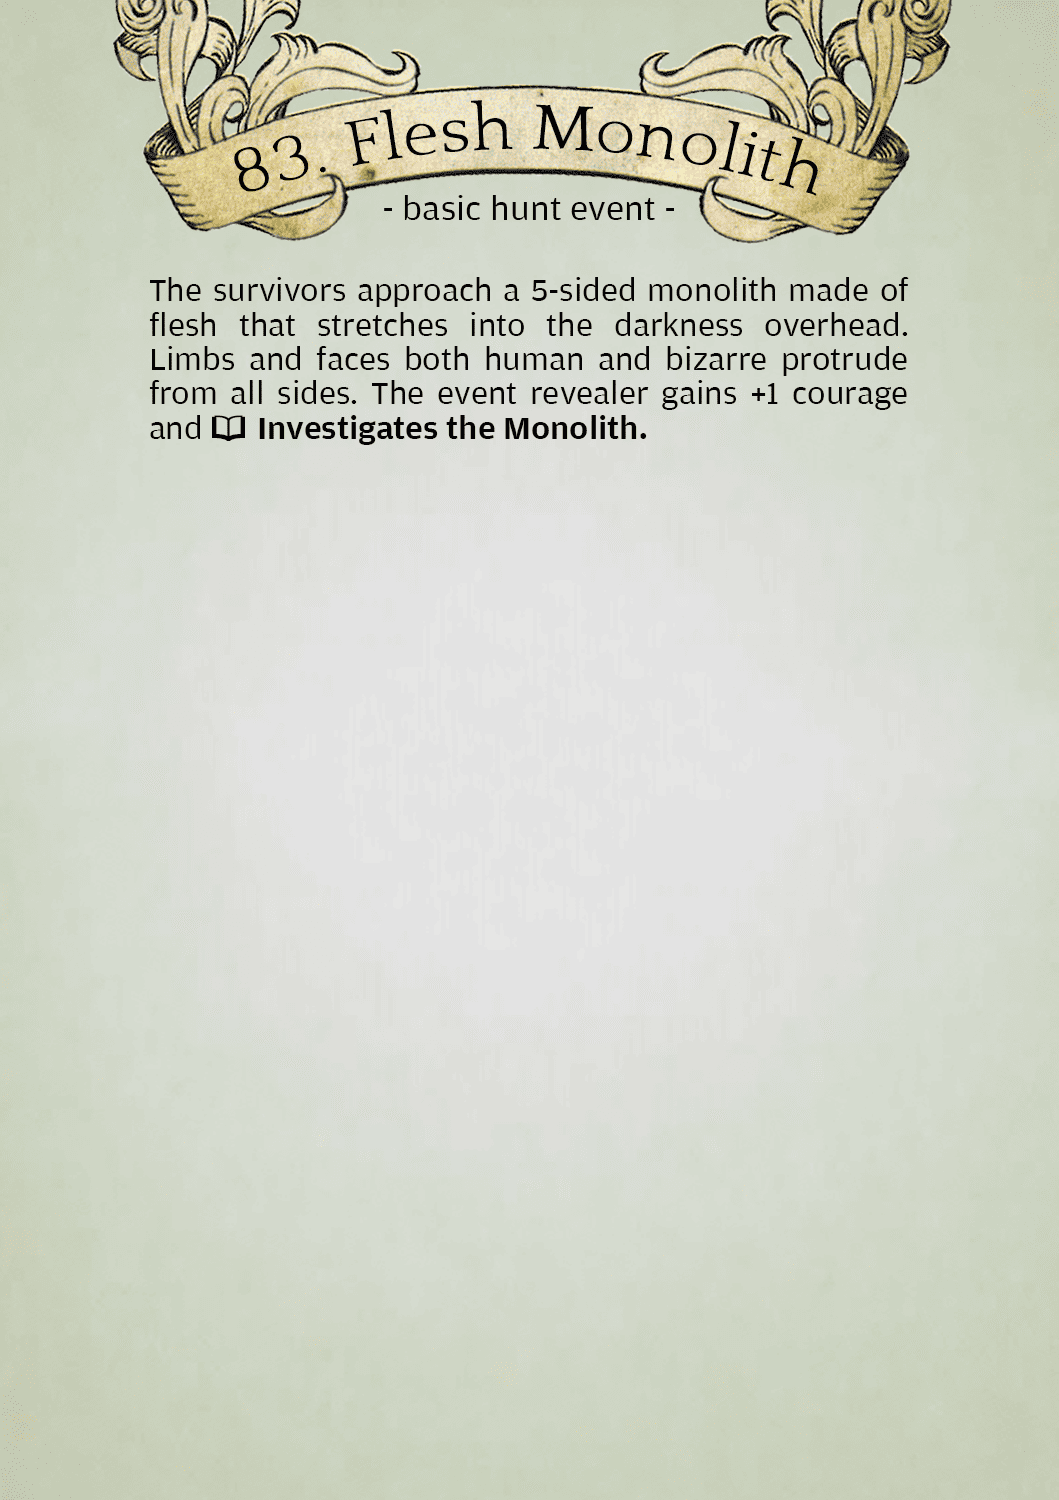 83. Flesh Monolith
- basic hunt event -
The survivors approach a 5-sided monolith made of
flesh that stretches into the darkness overhead.
Limbs and faces both human and bizarre protrude
from all sides. The event revealer gains +1 courage
and Investigates the Monolith.